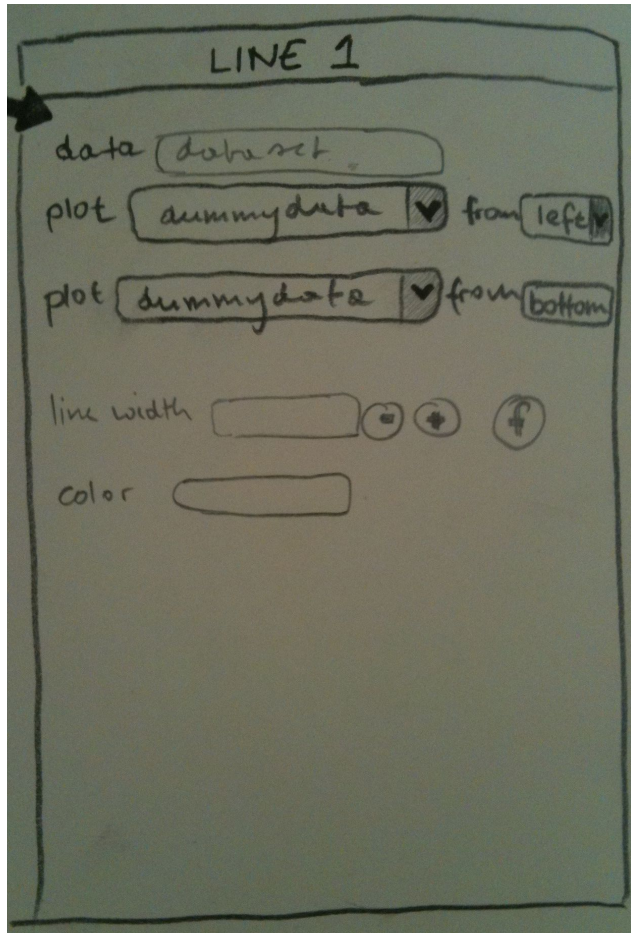 LINE 1
data dataset
plot dummydata from left
plot dummydata from bottom
line width - + f
color